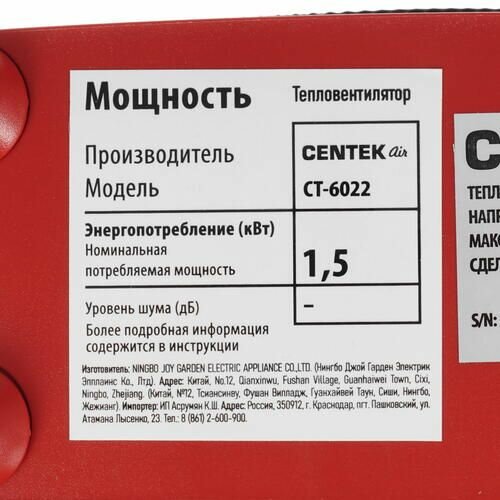 Мощность
Тепловентилятор
Производитель
CENTEK Air
Модель
CT-6022
Энергопотребление (кВт)
Номинальная
потребляемая мощность
1,5
Уровень шума (дБ)
–
Более подробная информация
содержится в инструкции
Изготовитель: NINGBO JOY GARDEN ELECTRIC APPLIANCE CO.,LTD. (Нингбо Джой Гарден Электрик
Эпплаинс Ко., Лтд). Адрес: Китай, No.12, Qianxinwu, Fushan Village, Guanhaiwei Town, Cixi,
Ningbo, Zhejiang. (Китай, №12, Тсиансинву, Фушан Вилладж, Гуанхайвей Таун, Сиши, Нингбо,
Жежианг). Импортер: ИП Асрумян К.Ш. Адрес: Россия, 350912, г. Краснодар, пгт. Пашковский, ул.
Атамана Лысенко, 23. Тел.: 8 (861) 2-600-900.
C
ТЕПЛ
НАПР
МАКС
СДЕЛ
S/N: